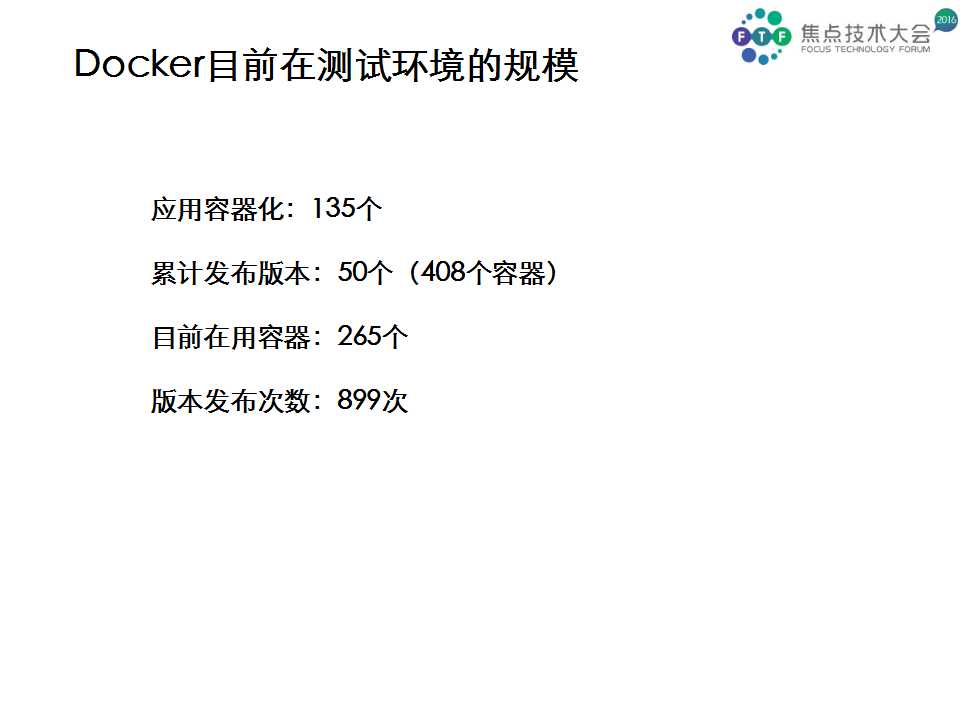 Docker目前在测试环境的规模
FTF
焦点技术大会
2016
FOCUS TECHNOLOGY FORUM
应用容器化：135个
累计发布版本：50个（408个容器）
目前在用容器：265个
版本发布次数：899次